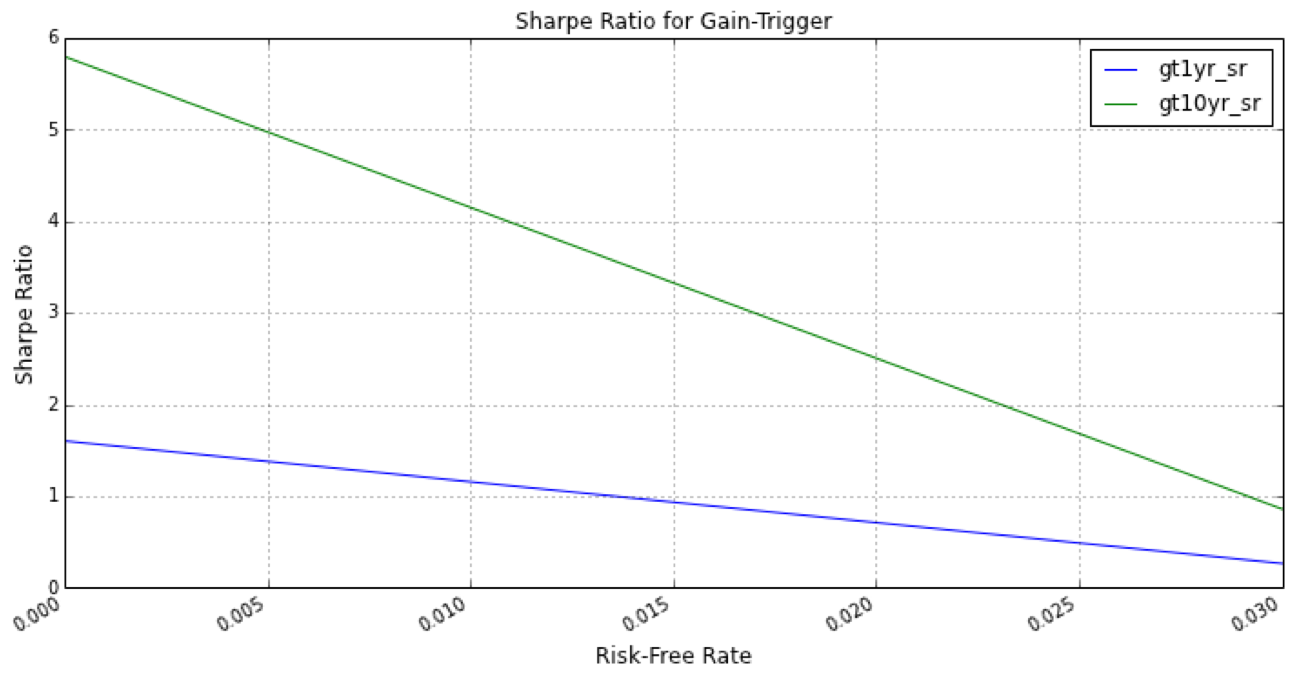 Sharpe Ratio for Gain-Trigger
6
5
4
3
2
1
0
Sharpe Ratio
gt1yr_sr
gt10yr_sr
0.000 0.005 0.010 0.015 0.020 0.025 0.030
Risk-Free Rate